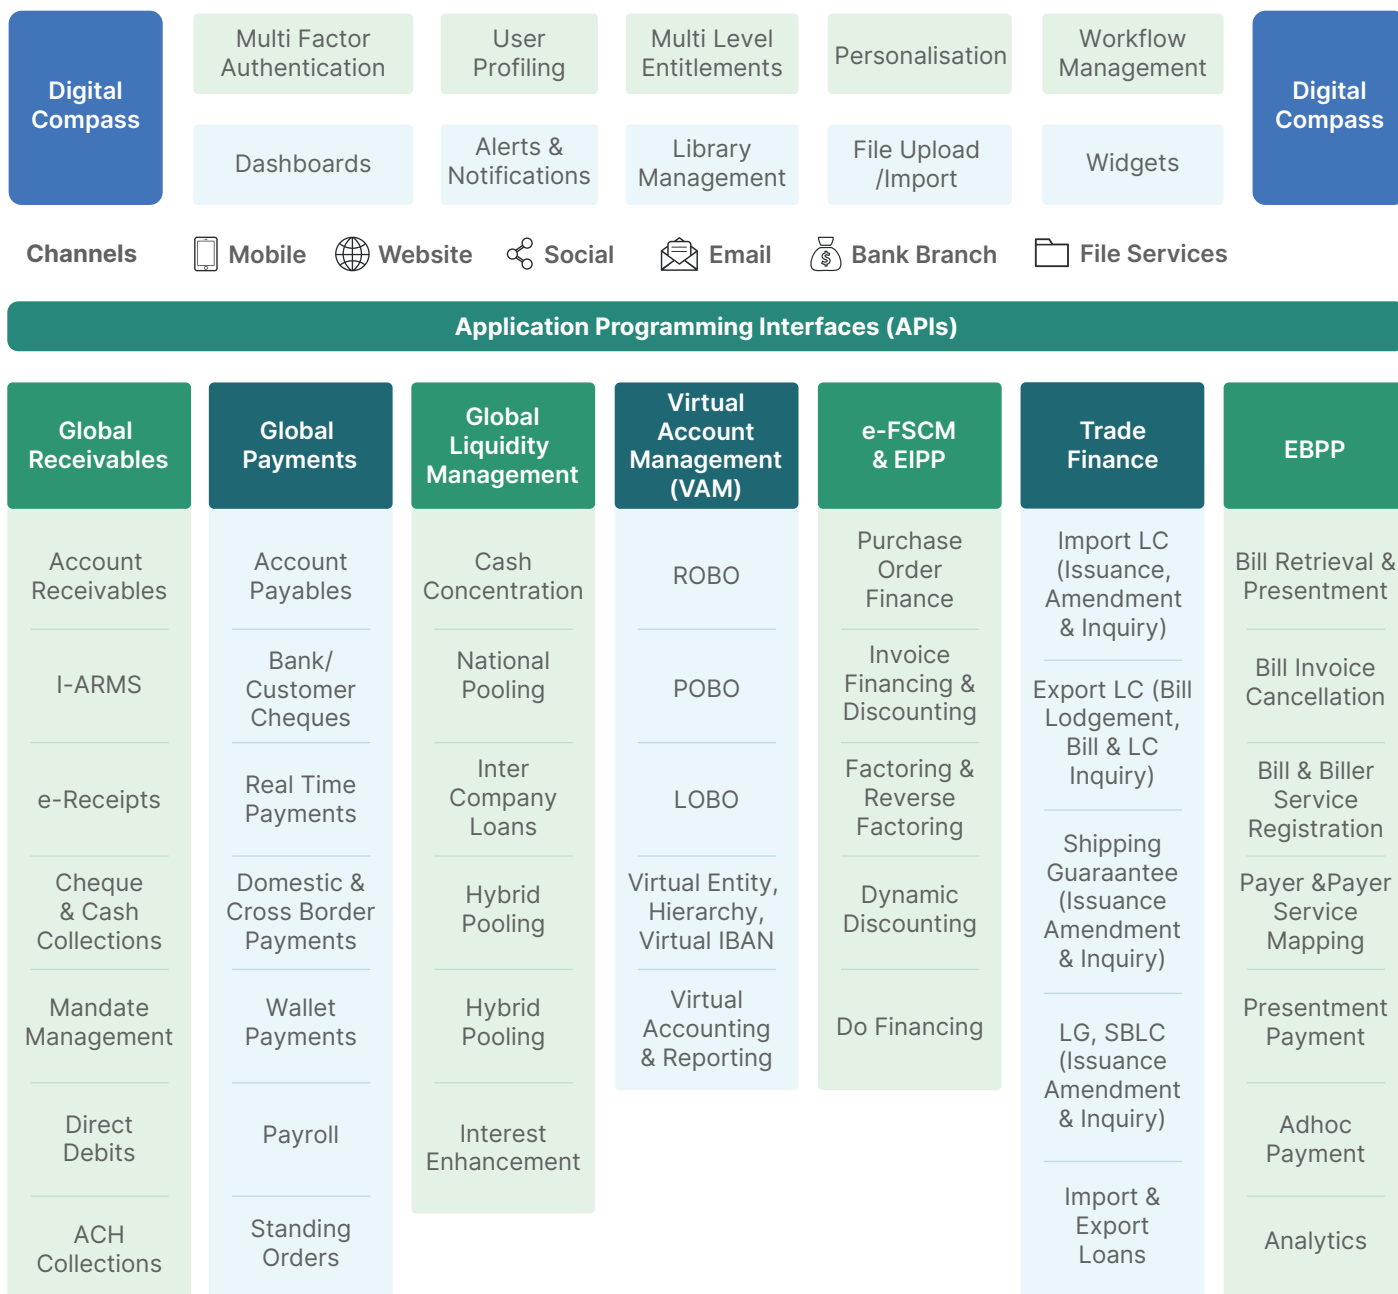 Digital
Compass
Multi Factor
Authentication
User
Profiling
Multi Level
Entitlements
Personalisation
Workflow
Management
Dashboards
Alerts &
Notifications
Library
Management
File Upload
/Import
Widgets
Digital
Compass
Channels
Mobile
Website
Social
Email
Bank Branch
File Services
Application Programming Interfaces (APIs)
Global
Receivables
Account
Receivables
I-ARMS
e-Receipts
Cheque
& Cash
Collections
Mandate
Management
Direct
Debits
ACH
Collections
Global
Payments
Account
Payables
Bank/
Customer
Cheques
Real Time
Payments
Domestic &
Cross Border
Payments
Wallet
Payments
Payroll
Standing
Orders
Global
Liquidity
Management
Cash
Concentration
National
Pooling
Inter
Company
Loans
Hybrid
Pooling
Hybrid
Pooling
Interest
Enhancement
Virtual
Account
Management
(VAM)
ROBO
POBO
LOBO
Virtual Entity,
Hierarchy,
Virtual IBAN
Virtual
Accounting
& Reporting
e-FSCM
& EIPP
Purchase
Order
Finance
Invoice
Financing &
Discounting
Factoring &
Reverse
Factoring
Dynamic
Discounting
Do Financing
Trade
Finance
Import LC
(Issuance,
Amendment
& Inquiry)
Export LC (Bill
Lodgement,
Bill & LC
Inquiry)
Shipping
Guaraantee
(Issuance
Amendment
& Inquiry)
LG, SBLC
(Issuance
Amendment
& Inquiry)
Import &
Export
Loans
EBPP
Bill Retrieval &
Presentment
Bill Invoice
Cancellation
Bill & Biller
Service
Registration
Payer &Payer
Service
Mapping
Presentment
Payment
Adhoc
Payment
Analytics